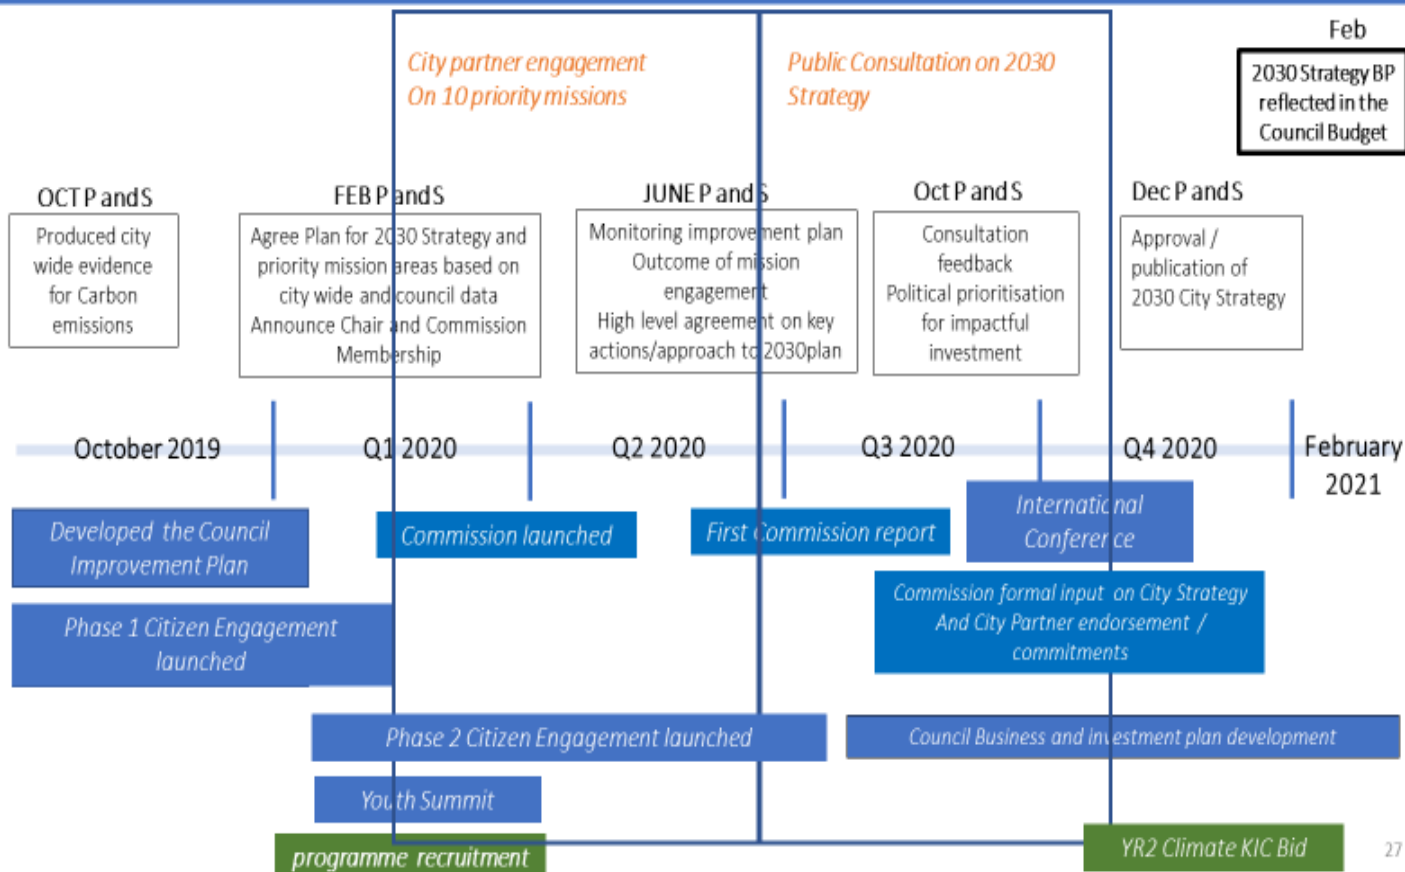 City partner engagement
On 10 priority missions
Public Consultation on 2030
Strategy
Feb
2030 Strategy BP
reflected in the
Council Budget
OCT P and S
Produced city
wide evidence
for Carbon
emissions
FEB P and S
Agree Plan for 2030 Strategy and
priority mission areas based on
city wide and council data
Announce Chair and Commission
Membership
JUNE P and S
Monitoring improvement plan
Outcome of mission
engagement
High level agreement on key
actions/approach to 2030plan
Oct P and S
Consultation
feedback
Political prioritisation
for impactful
investment
Dec P and S
Approval /
publication of
2030 City Strategy
October 2019
Q1 2020
Q2 2020
Q3 2020
Q4 2020
February
2021
Developed the Council
Improvement Plan
Commission launched
First Commission report
International
Conference
Phase 1 Citizen Engagement
launched
Commission formal input on City Strategy
And City Partner endorsement /
commitments
Phase 2 Citizen Engagement launched
Council Business and investment plan development
Youth Summit
programme recruitment
YR2 Climate KIC Bid
27